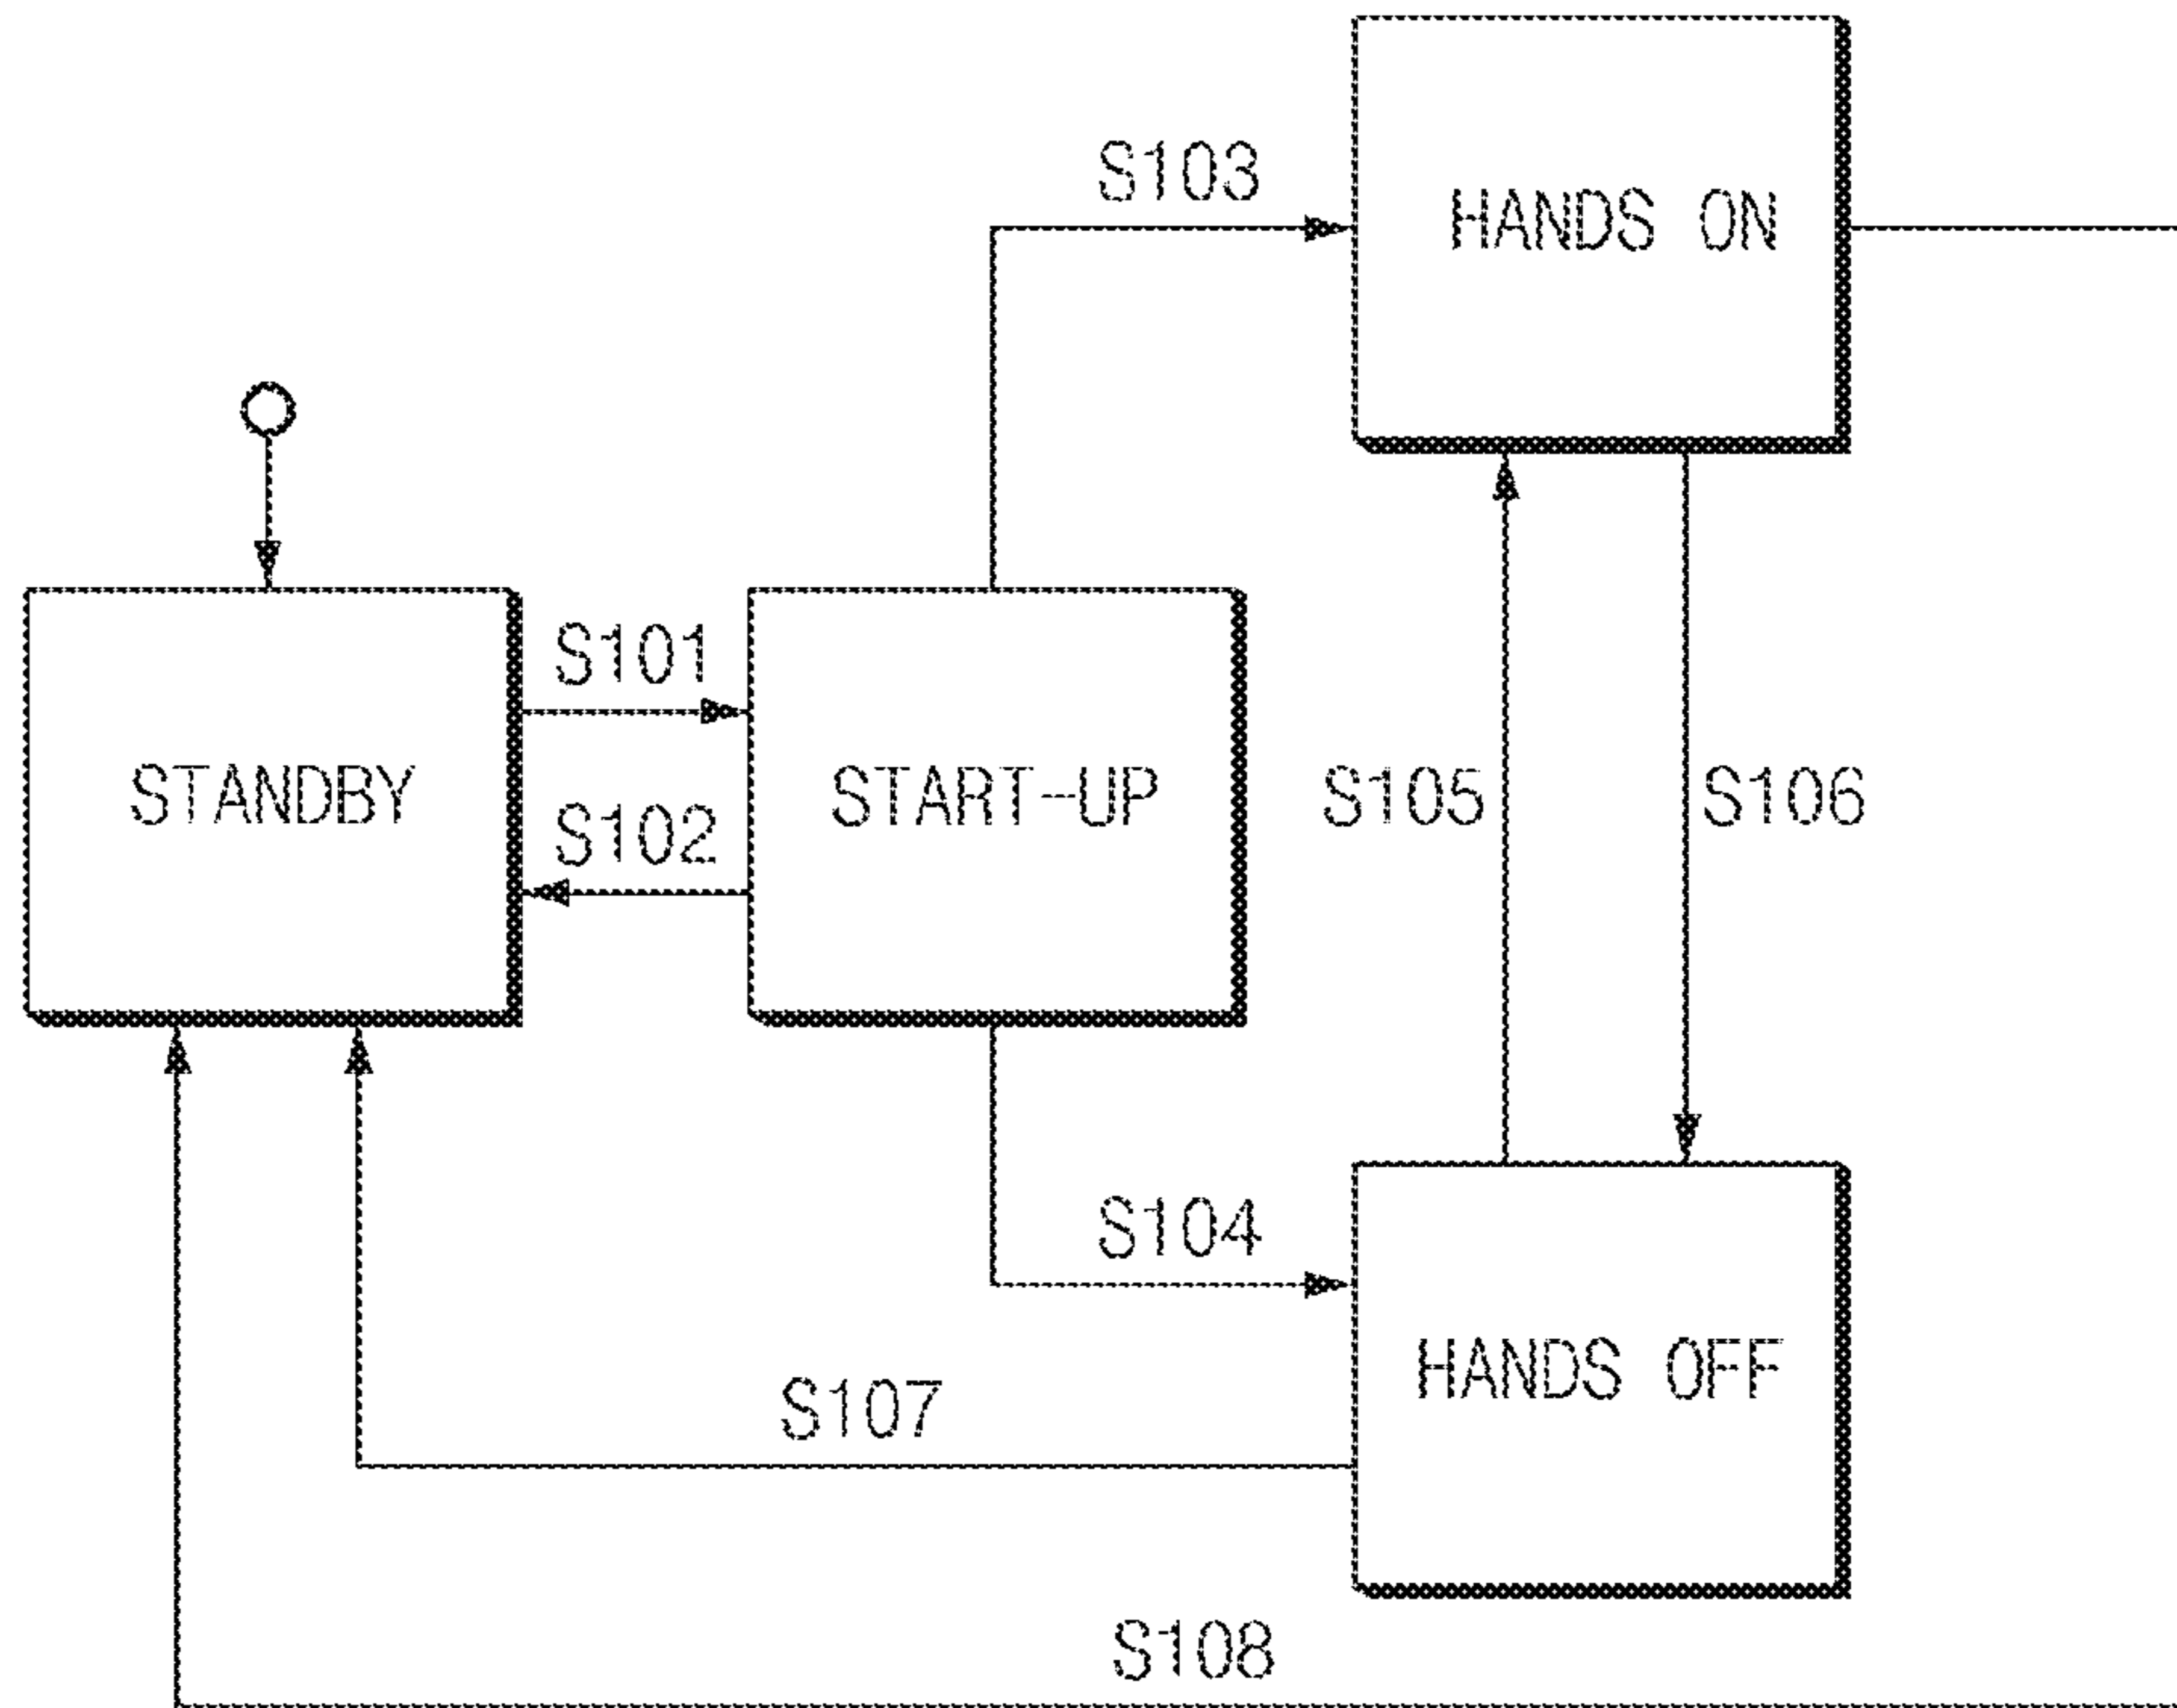 S103
HANDS ON
S101
STANDBY
START-UP
S102
S105
S106
S104
HANDS OFF
S107
S108